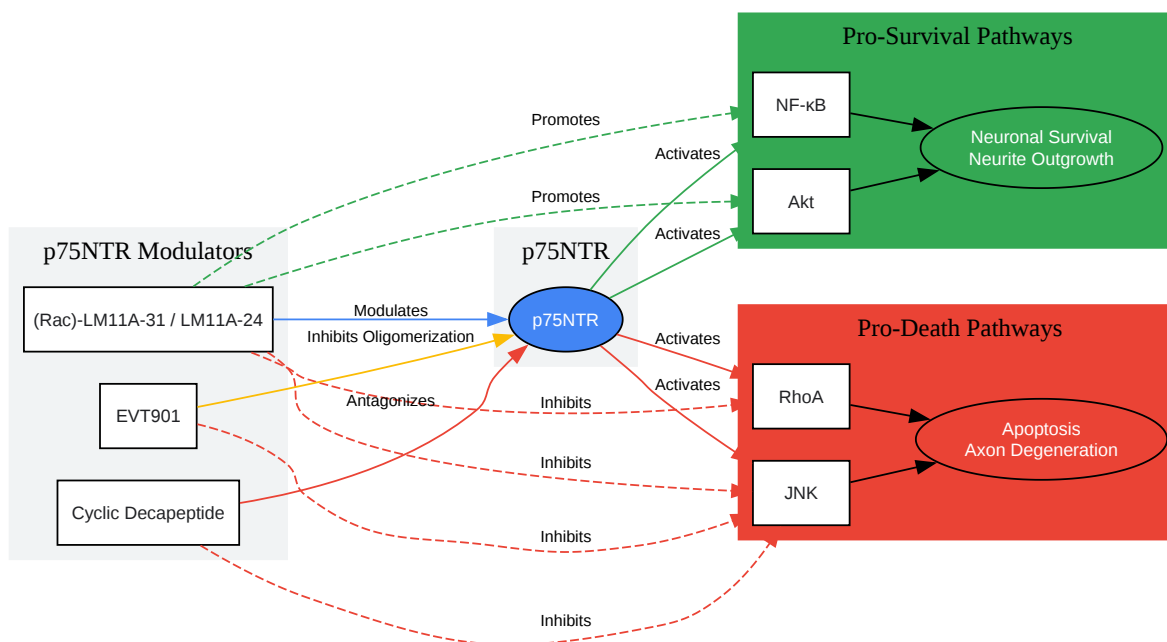 Pro-Survival Pathways
NF-κB
Akt
Neuronal Survival
Neurite Outgrowth
Promotes
Promotes
Activates
Activates
p75NTR Modulators
(Rac)-LM11A-31 / LM11A-24
EVT901
Cyclic Decapeptide
p75NTR
p75NTR
Modulates
Inhibits Oligomerization
Antagonizes
Activates
Activates
Inhibits
Inhibits
Inhibits
Inhibits
Pro-Death Pathways
RhoA
JNK
Apoptosis
Axon Degeneration